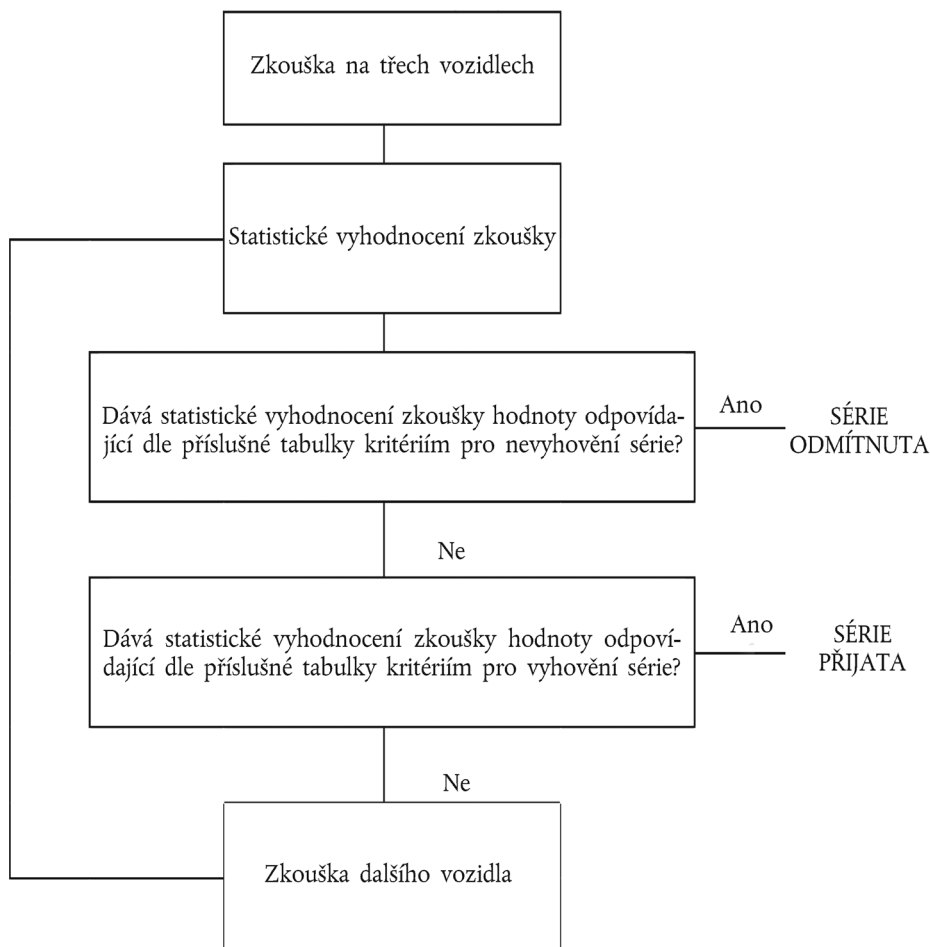 Zkouška na třech vozidlech
Statistické vyhodnocení zkoušky
Dává statistické vyhodnocení zkoušky hodnoty odpovída-
jící dle příslušné tabulky kritériím pro nevyhovění série?
Ano
SÉRIE
ODMÍTNUTA
Ne
Dává statistické vyhodnocení zkoušky hodnoty odpoví-
dající dle příslušné tabulky kritériím pro vyhovění série?
Ano
SÉRIE
PŘIJATA
Ne
Zkouška dalšího vozidla